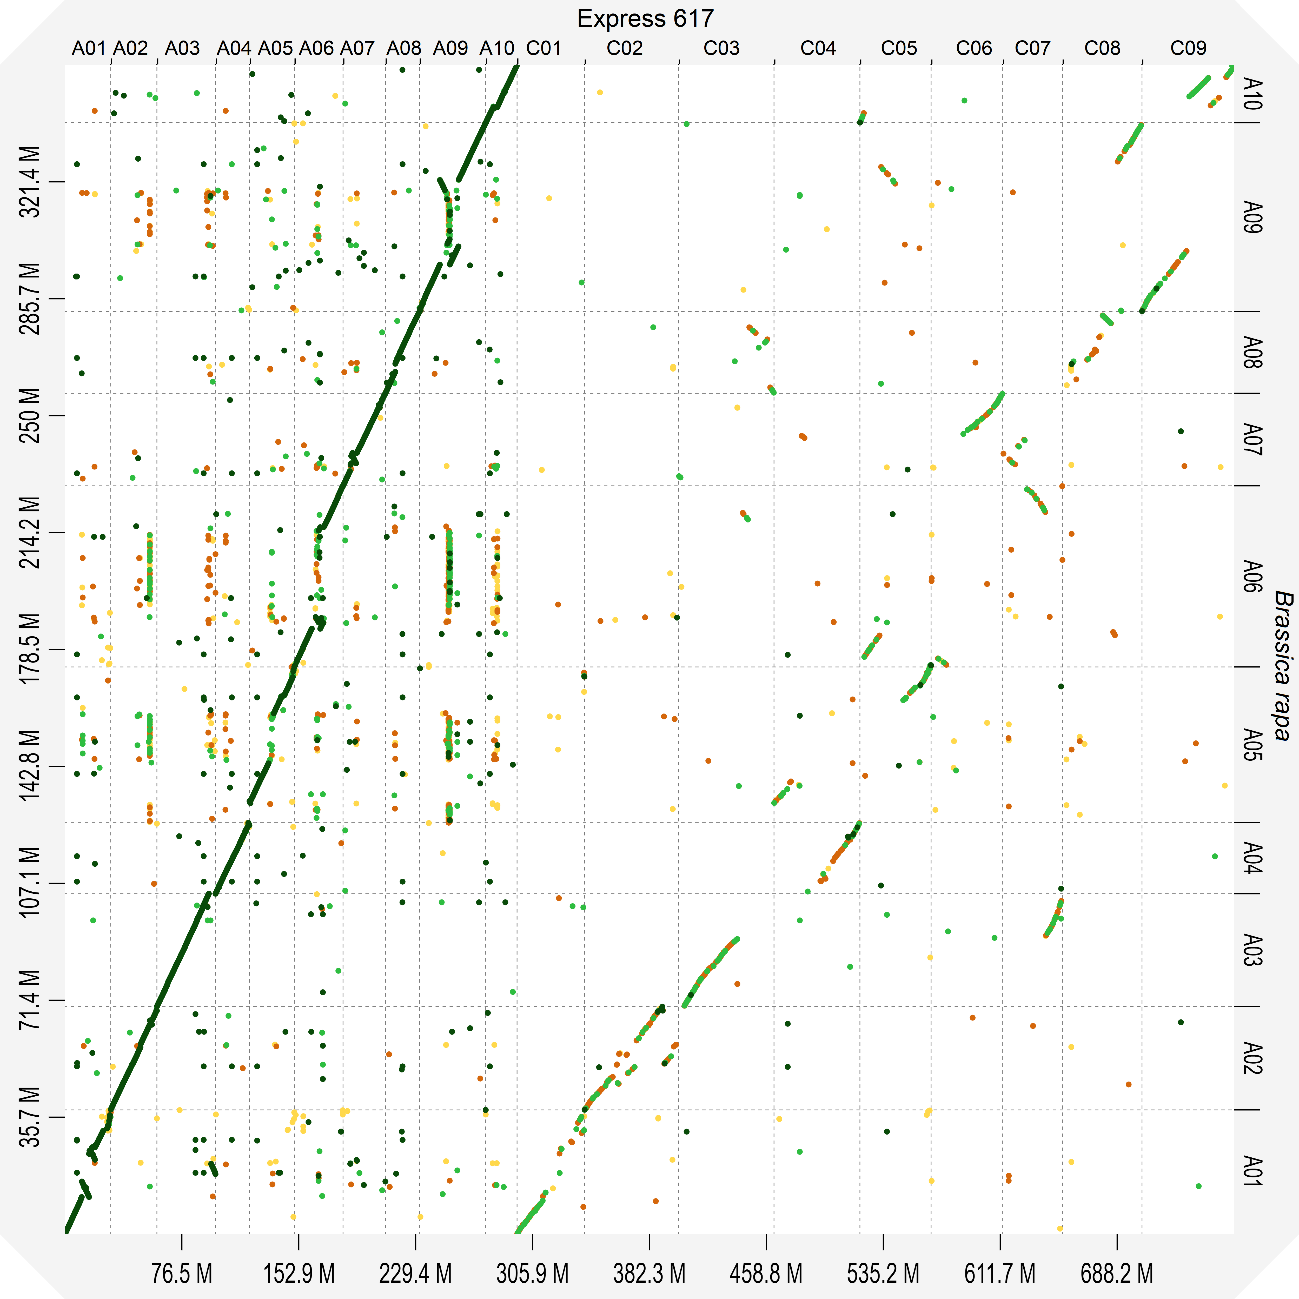 Express 617
A01 A02 A03 A04 A05 A06 A07 A08 A09 A10 C01 C02 C03 C04 C05 C06 C07 C08 C09
321.4 M
285.7 M
250 M
214.2 M
178.5 M
142.8 M
107.1 M
71.4 M
35.7 M
A10
A09
A08
A07
A06
A05
A04
A03
A02
A01
Brassica rapa
76.5 M 152.9 M 229.4 M 305.9 M 382.3 M 458.8 M 535.2 M 611.7 M 688.2 M